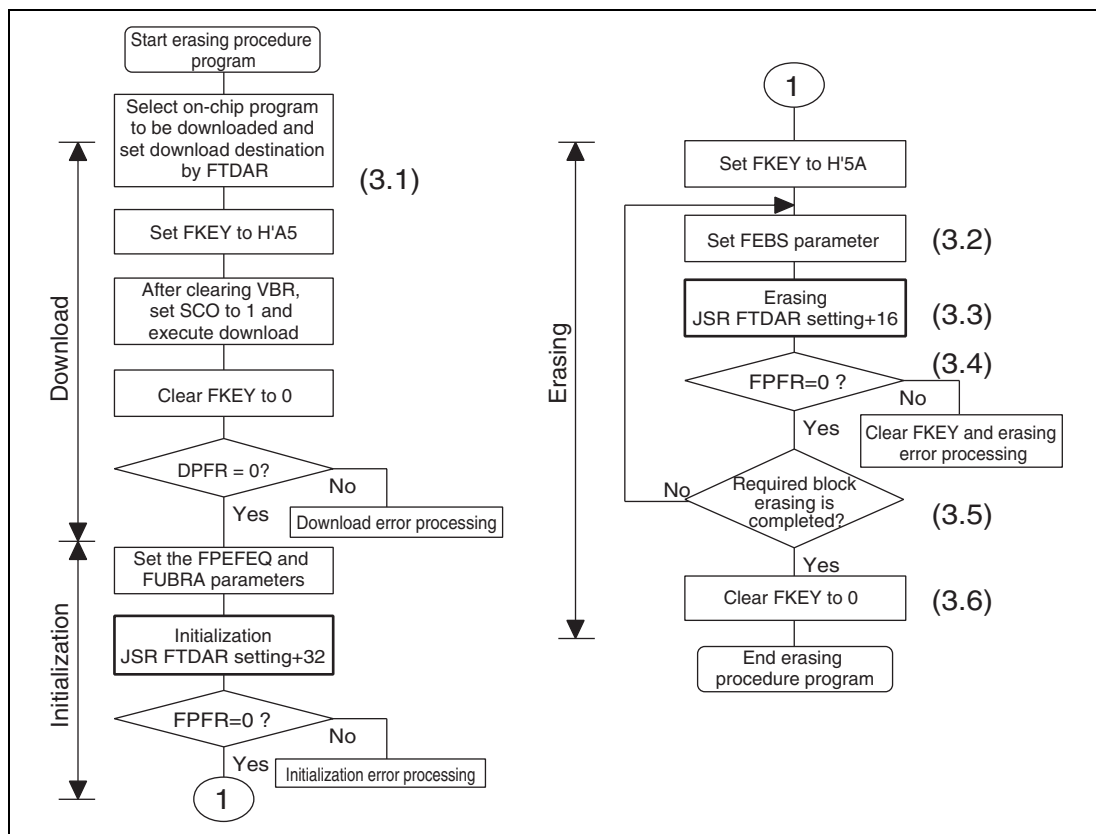 Start erasing procedure
program
Select on-chip program
to be downloaded and
set download destination
by FTDAR
(3.1)
Set FKEY to H'A5
After clearing VBR,
set SCO to 1 and
execute download
Clear FKEY to 0
DPFR = 0?
No
Yes
Download error processing
Download
Set the FPEFEQ and
FUBRA parameters
Initialization
JSR FTDAR setting+32
FPFR=0 ?
No
Yes
Initialization error processing
Initialization
1
1
Set FKEY to H'5A
Set FEBS parameter
(3.2)
Erasing
JSR FTDAR setting+16
(3.3)
(3.4)
FPFR=0 ?
No
Yes
Clear FKEY and erasing
error processing
Erasing
No
Required block
erasing is
completed?
(3.5)
Yes
Clear FKEY to 0
(3.6)
End erasing
procedure program